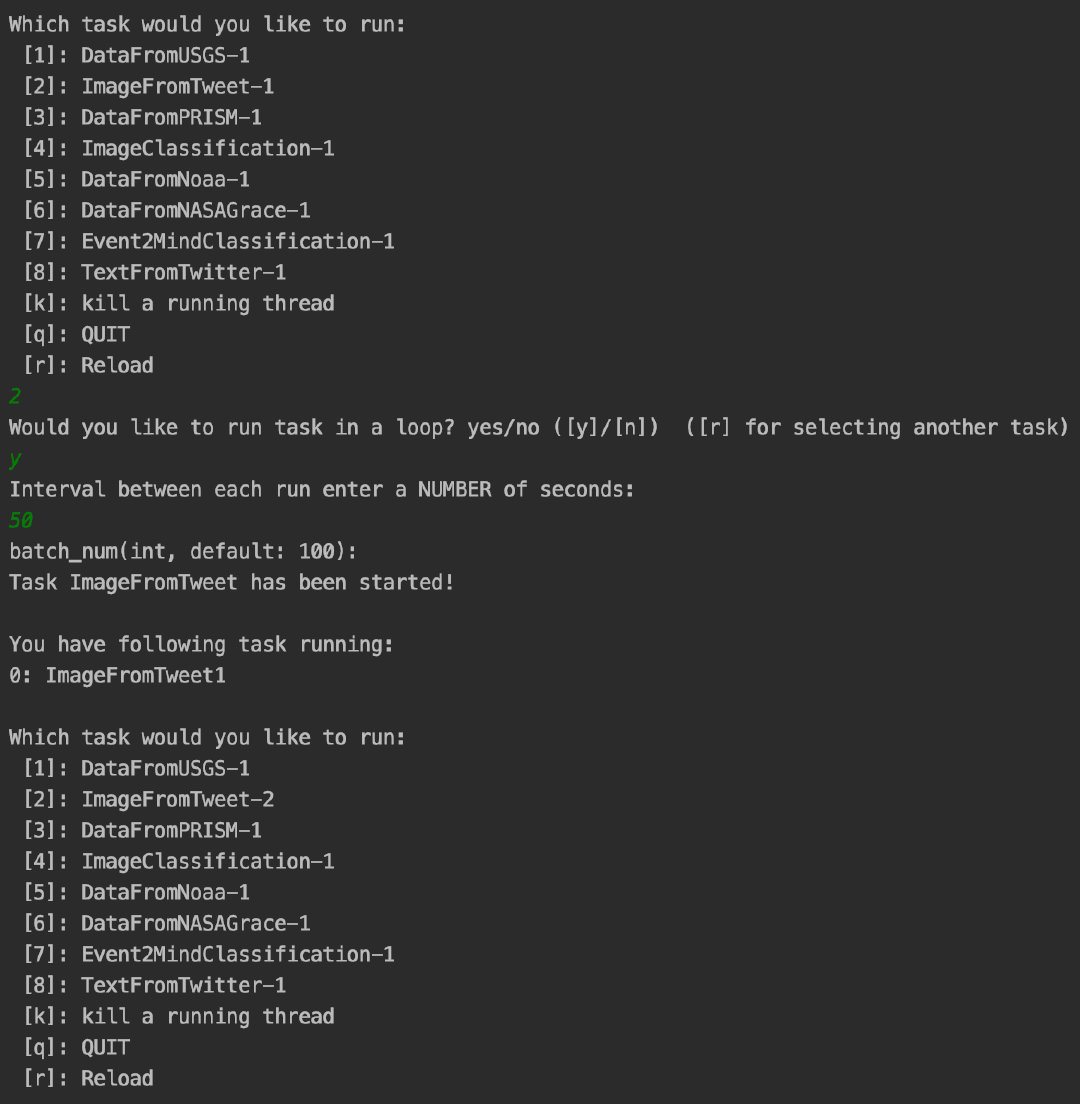 Which task would you like to run:
[1]: DataFromUSGS-1
[2]: ImageFromTweet-1
[3]: DataFromPRISM-1
[4]: ImageClassification-1
[5]: DataFromNoaa-1
[6]: DataFromNASAGrace-1
[7]: Event2MindClassification-1
[8]: TextFromTwitter-1
[k]: kill a running thread
[q]: QUIT
[r]: Reload
2
Would you like to run task in a loop? yes/no ([y]/[n])  ([r] for selecting another task)
y
Interval between each run enter a NUMBER of seconds:
50
batch_num(int, default: 100):
Task ImageFromTweet has been started!
You have following task running:
0: ImageFromTweet1
Which task would you like to run:
[1]: DataFromUSGS-1
[2]: ImageFromTweet-2
[3]: DataFromPRISM-1
[4]: ImageClassification-1
[5]: DataFromNoaa-1
[6]: DataFromNASAGrace-1
[7]: Event2MindClassification-1
[8]: TextFromTwitter-1
[k]: kill a running thread
[q]: QUIT
[r]: Reload